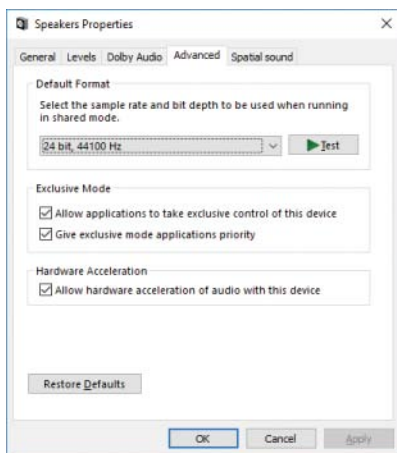 Speakers Properties
General Levels Dolby Audio Advanced Spatial sound
Default Format
Select the sample rate and bit depth to be used when running
in shared mode.
24 bit, 44100 Hz
Test
Exclusive Mode
Allow applications to take exclusive control of this device
Give exclusive mode applications priority
Hardware Acceleration
Allow hardware acceleration of audio with this device
Restore Defaults
OK Cancel Apply